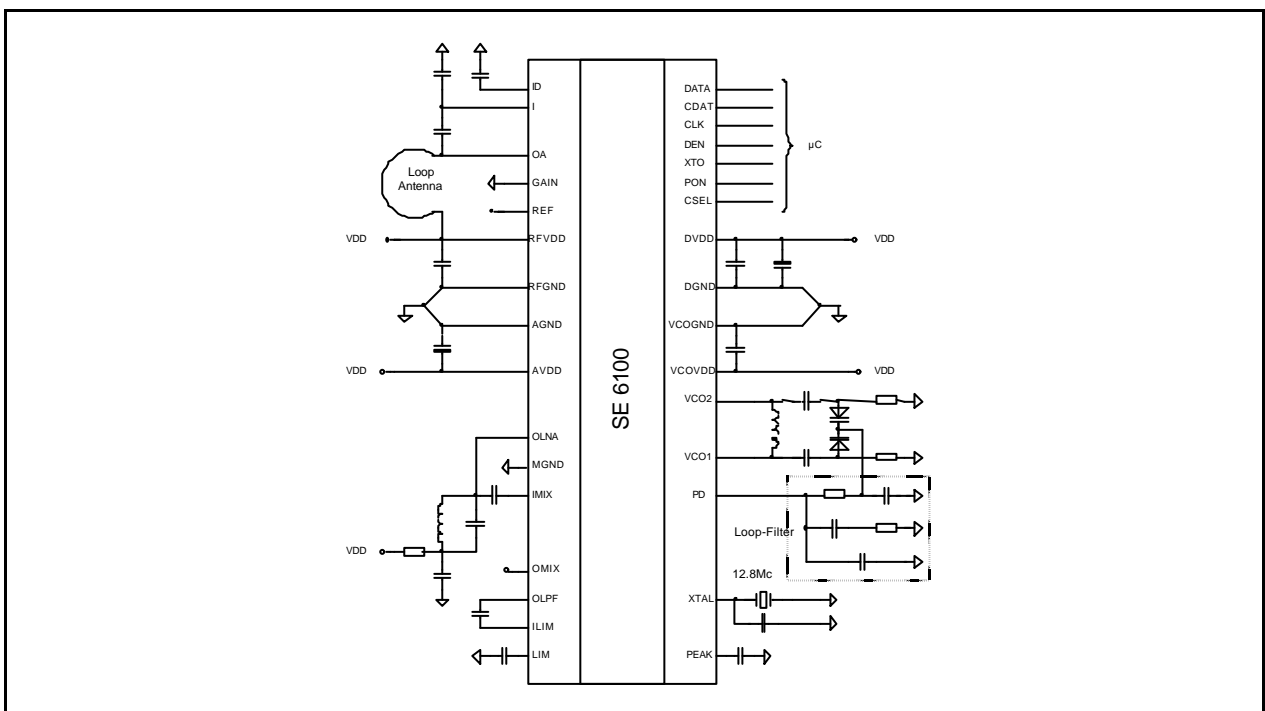 ID
I
OA
Loop
Antenna
GAIN
REF
VDD
RFVDD
RFGND
AGND
VDD
AVDD
OLNA
MGND
IMIX
VDD
OMIX
OLPF
ILIM
LIM
SE 6100
DATA
CDAT
CLK
DEN
µC
XTO
PON
CSEL
DVDD
VDD
DGND
VCOGND
VCOVDD
VDD
VCO2
VCO1
PD
Loop-Filter
12.8Mc
XTAL
PEAK